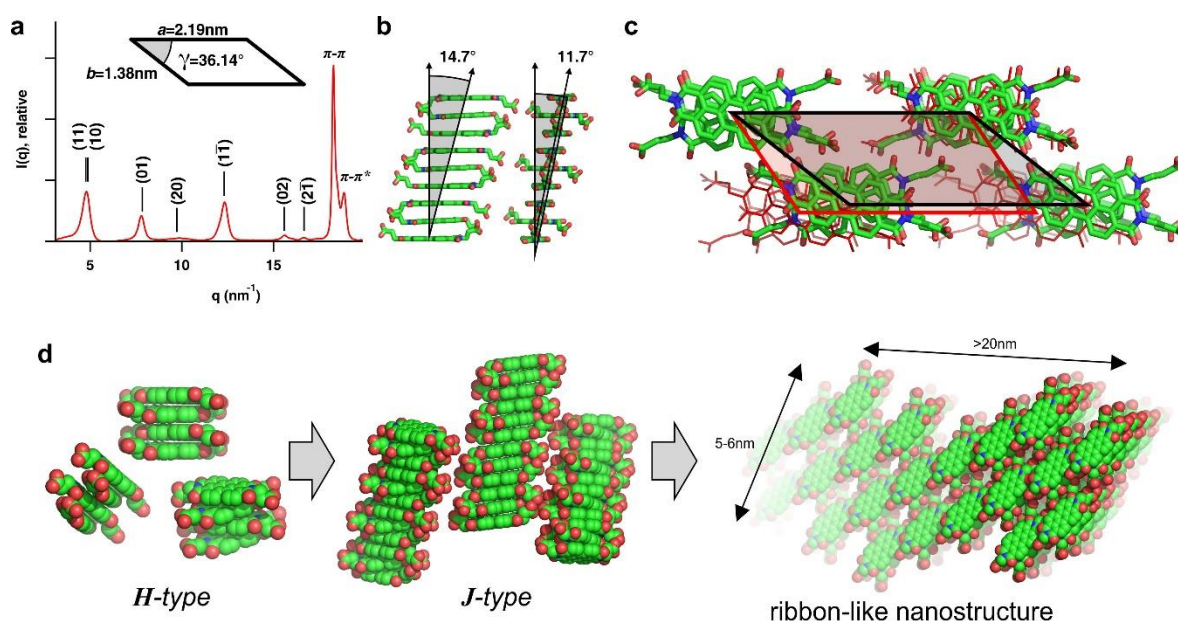 a
a=2.19nm
b=1.38nm
γ=36.14°
I(q), relative
(11)
(10)
(01)
(20)
(11̄)
(02)
(21̄)
π-π
π-π*
5 10 15
q (nm⁻¹)
b
14.7°
11.7°
c
d
H-type
J-type
>20nm
5-6nm
ribbon-like nanostructure